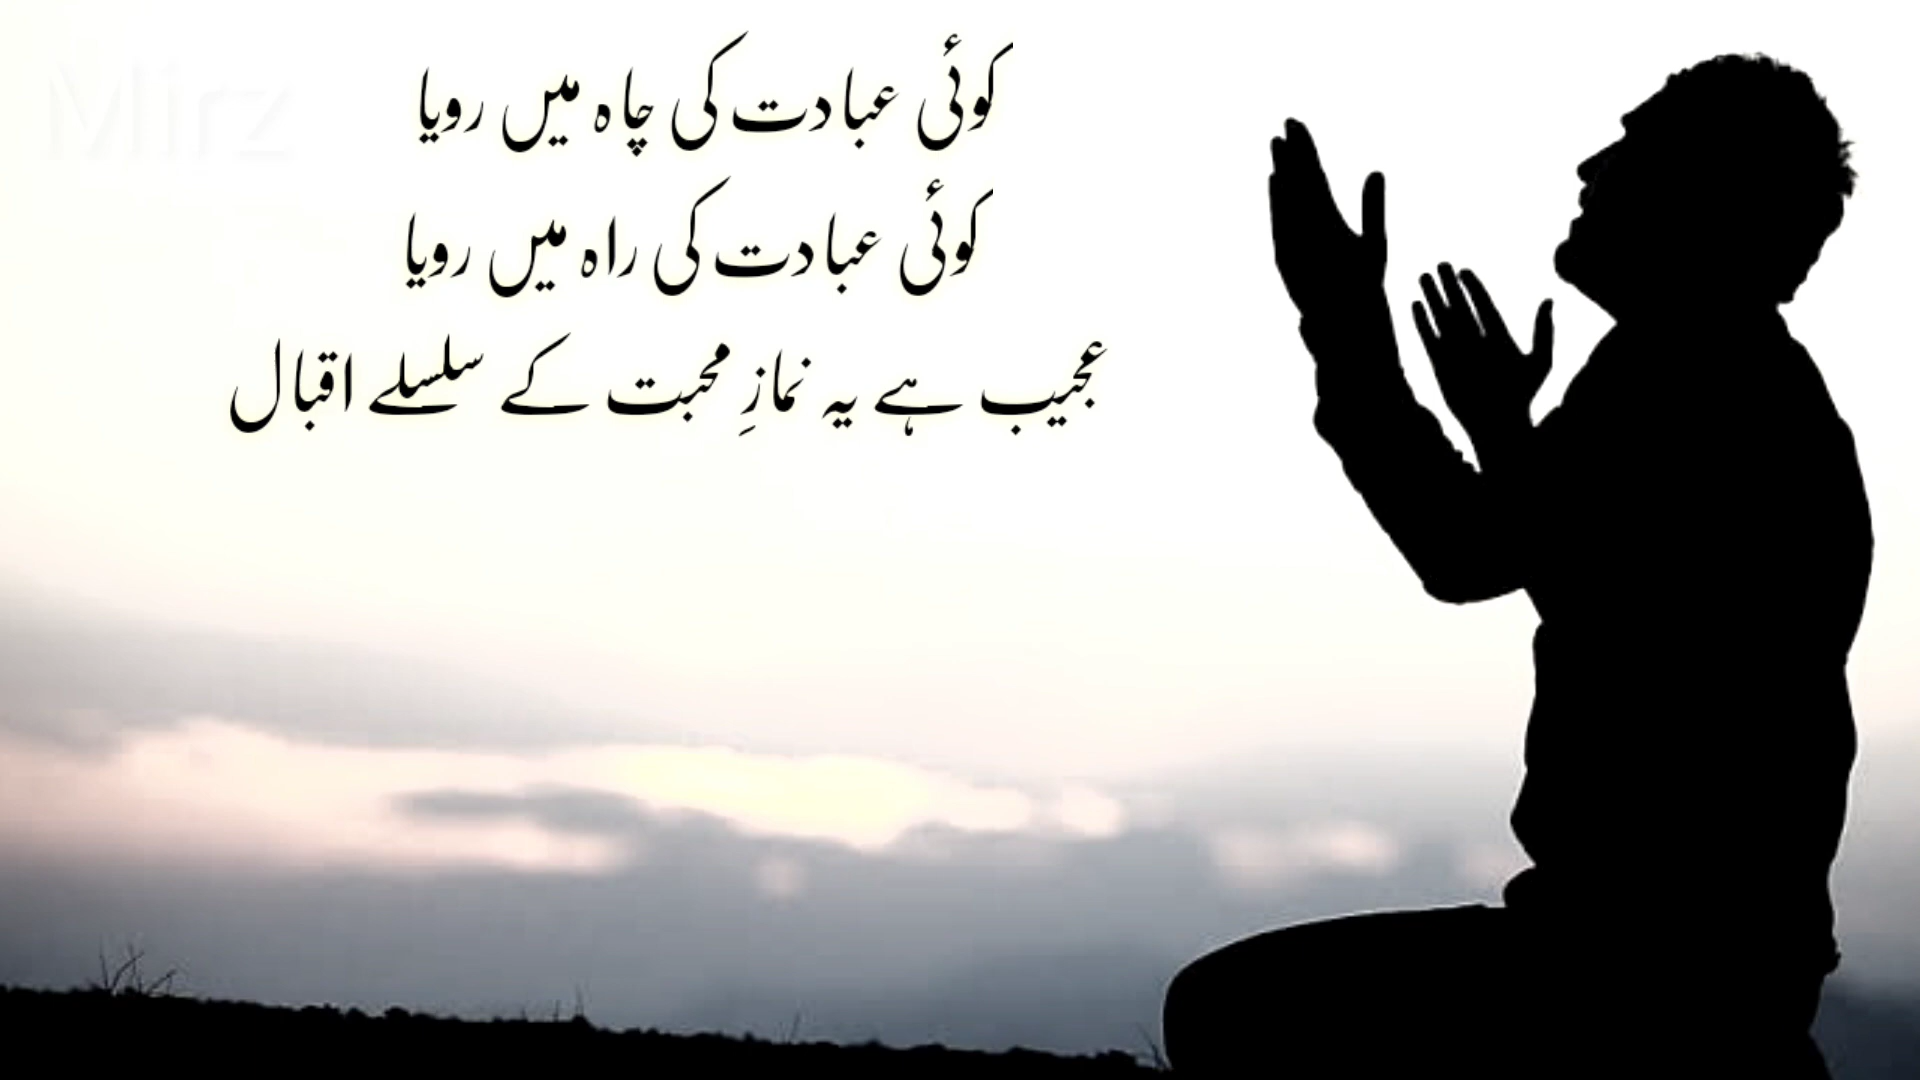 Mirz
کوئی عبادت کی چاہ میں رویا
کوئی عبادت کی راہ میں رویا
عجیب ہے یہ نمازِ محبت کے سلسلے اقبال